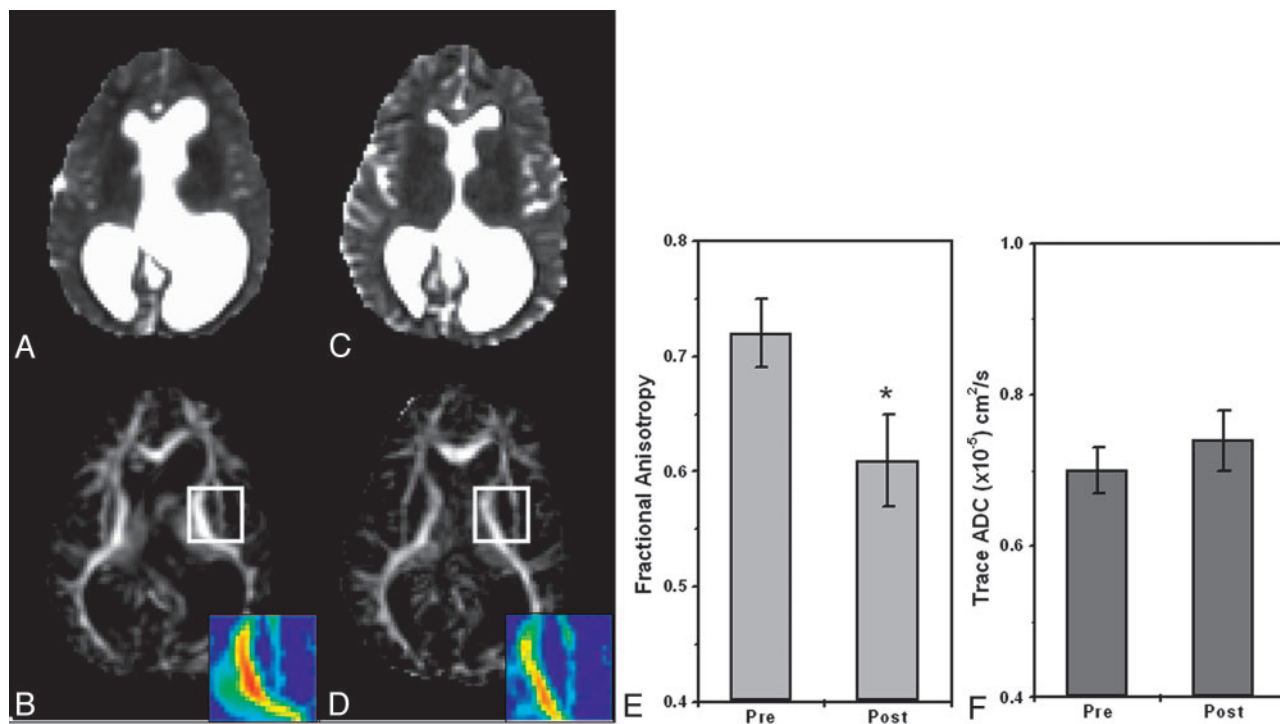 A
C
B
D
E
F
Fractional Anisotropy
0.8
0.7
0.6
0.5
0.4
*
Pre
Post
Trace ADC (x10⁻⁵) cm²/s
1.0
0.8
0.6
0.4
Pre
Post